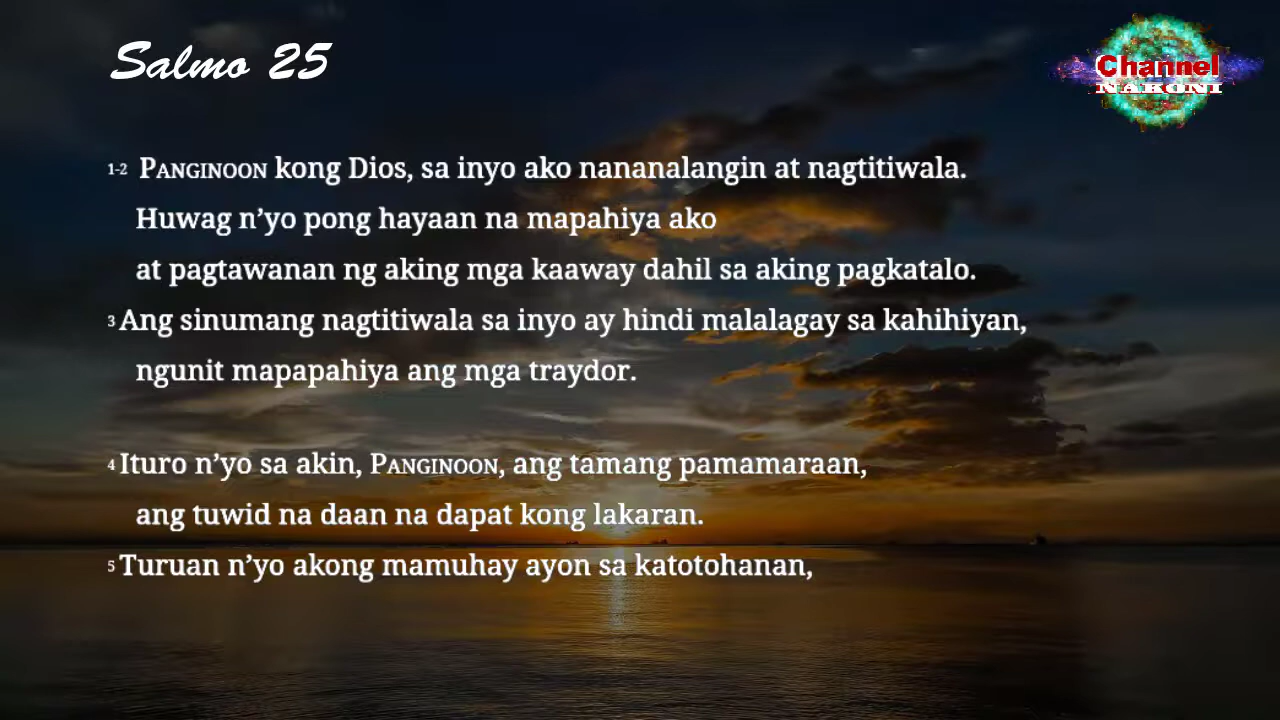 Salmo 25
Channel
NAKONI
1-2 PANGINOON kong Dios, sa inyo ako nananalangin at nagtitiwala.
Huwag n’yo pong hayaan na mapahiya ako
at pagtawanan ng aking mga kaaway dahil sa aking pagkatalo.
3 Ang sinumang nagtitiwala sa inyo ay hindi malalagay sa kahihiyan,
ngunit mapapahiya ang mga traydor.
4 Ituro n’yo sa akin, PANGINOON, ang tamang pamamaraan,
ang tuwid na daan na dapat kong lakaran.
5 Turuan n’yo akong mamuhay ayon sa katotohanan,